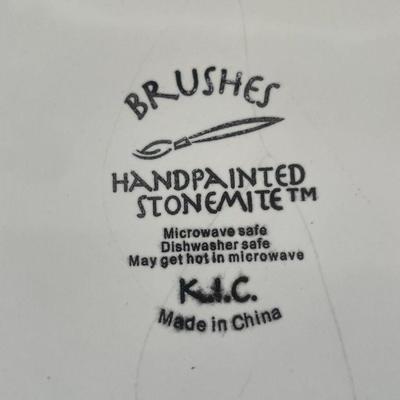 BRUSHES
HANDPAINTED
STONEMITE™
Microwave safe
Dishwasher safe
May get hot in microwave
K.I.C.
Made in China